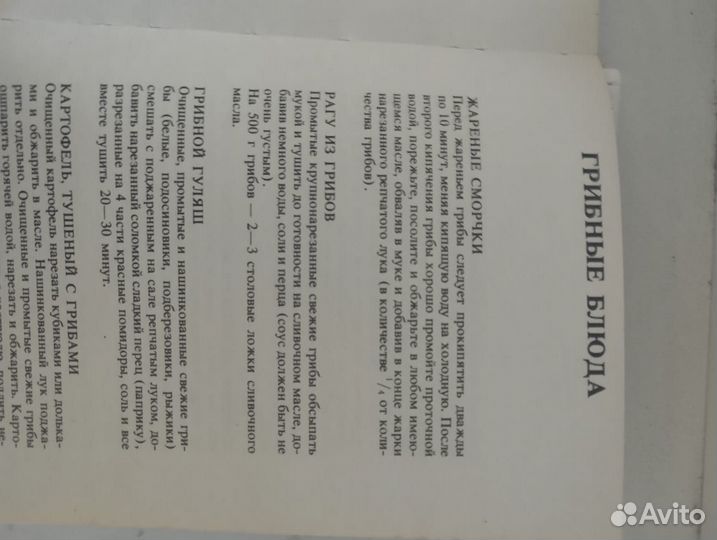 ГРИБНЫЕ БЛЮДА
ЖАРЕНЫЕ СМОРЧКИ
Перед жареньем грибы следует прокипятить дважды
по 10 минут, меняя кипящую воду на холодную. После
второго кипячения грибы хорошо промойте проточной
водой, порежьте, посолите и обжарьте в любом имею-
щемся масле, обваляв в муке и добавив в конце жарки
нарезанного репчатого лука (в количестве 1/4 от коли-
чества грибов).
РАГУ ИЗ ГРИБОВ
Промытые крупнонарезанные свежие грибы обсыпать
мукой и тушить до готовности на сливочном масле, до-
бавив немного воды, соли и перца (соус должен быть не
очень густым).
На 500 г грибов — 2—3 столовые ложки сливочного
масла.
ГРИБНОЙ ГУЛЯШ
Очищенные, промытые и нашинкованные свежие гри-
бы (белые, подосиновики, подберезовики, рыжики)
смешать с поджаренным на сале репчатым луком, до-
бавить нарезанный соломкой сладкий перец (паприку),
разрезанные на 4 части красные помидоры, соль и все
вместе тушить 20—30 минут.
КАРТОФЕЛЬ, ТУШЕНЫЙ С ГРИБАМИ
Очищенный картофель нарезать кубиками или долька-
ми и обжарить в масле. Нашинкованный лук поджа-
рить отдельно. Очищенные и промытые свежие грибы
ошпарить горячей водой, нарезать и обжарить. Карто-
Avito